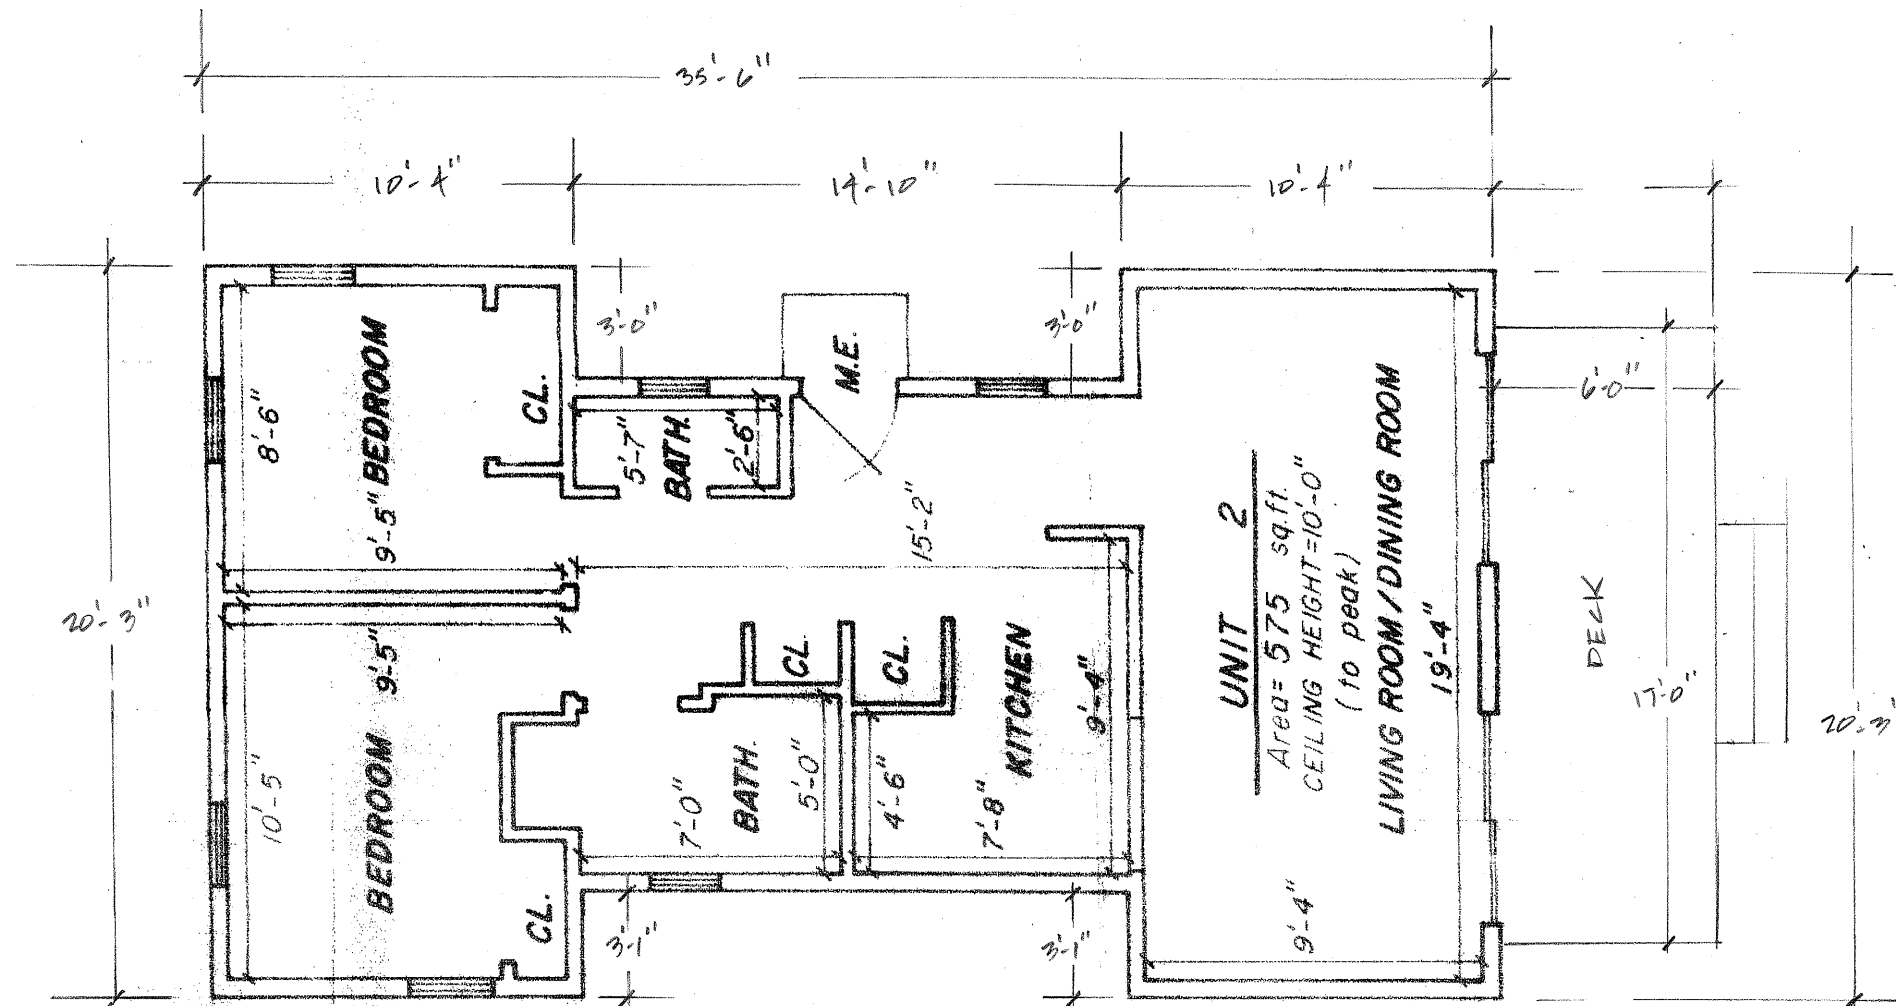 35'-6"
10'-4"
14'-10"
10'-4"
3'-0"
3'-0"
M.E.
6'-0"
8'-6"
9'-5" BEDROOM
CL.
5'-7"
BATH.
2'-6"
15'-2"
20'-3"
10'-5"
BEDROOM 9'-5"
CL.
7'-0"
BATH.
5'-0"
CL.
CL.
4'-6"
7'-8"
KITCHEN
9'-4"
UNIT 2
Area= 575 sq.ft.
CEILING HEIGHT=10'-0"
(to peak)
LIVING ROOM/DINING ROOM
19'-4"
9'-4"
DECK
17'-0"
20'-3"
3'-1"
3'-1"